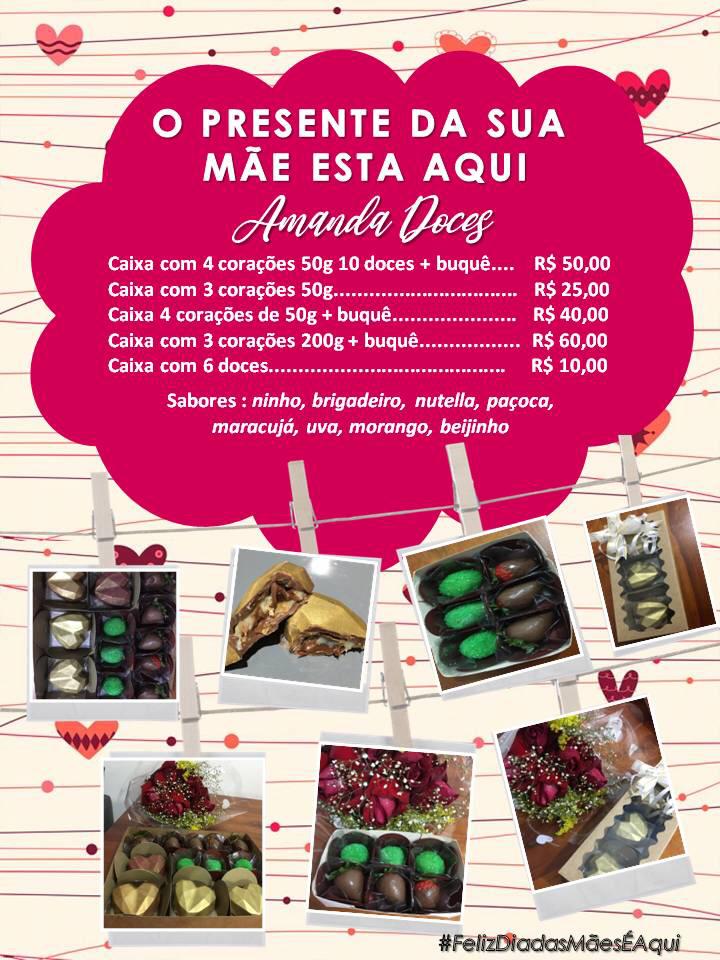 O PRESENTE DA SUA
MÃE ESTA AQUI
Amanda Doces
Caixa com 4 corações 50g 10 doces + buquê.... R$ 50,00
Caixa com 3 corações 50g................................. R$ 25,00
Caixa 4 corações de 50g + buquê...................... R$ 40,00
Caixa com 3 corações 200g + buquê.................. R$ 60,00
Caixa com 6 doces.......................................... R$ 10,00
Sabores : ninho, brigadeiro, nutella, paçoca,
maracujá, uva, morango, beijinho
#FelizDiadasMãesÉAqui